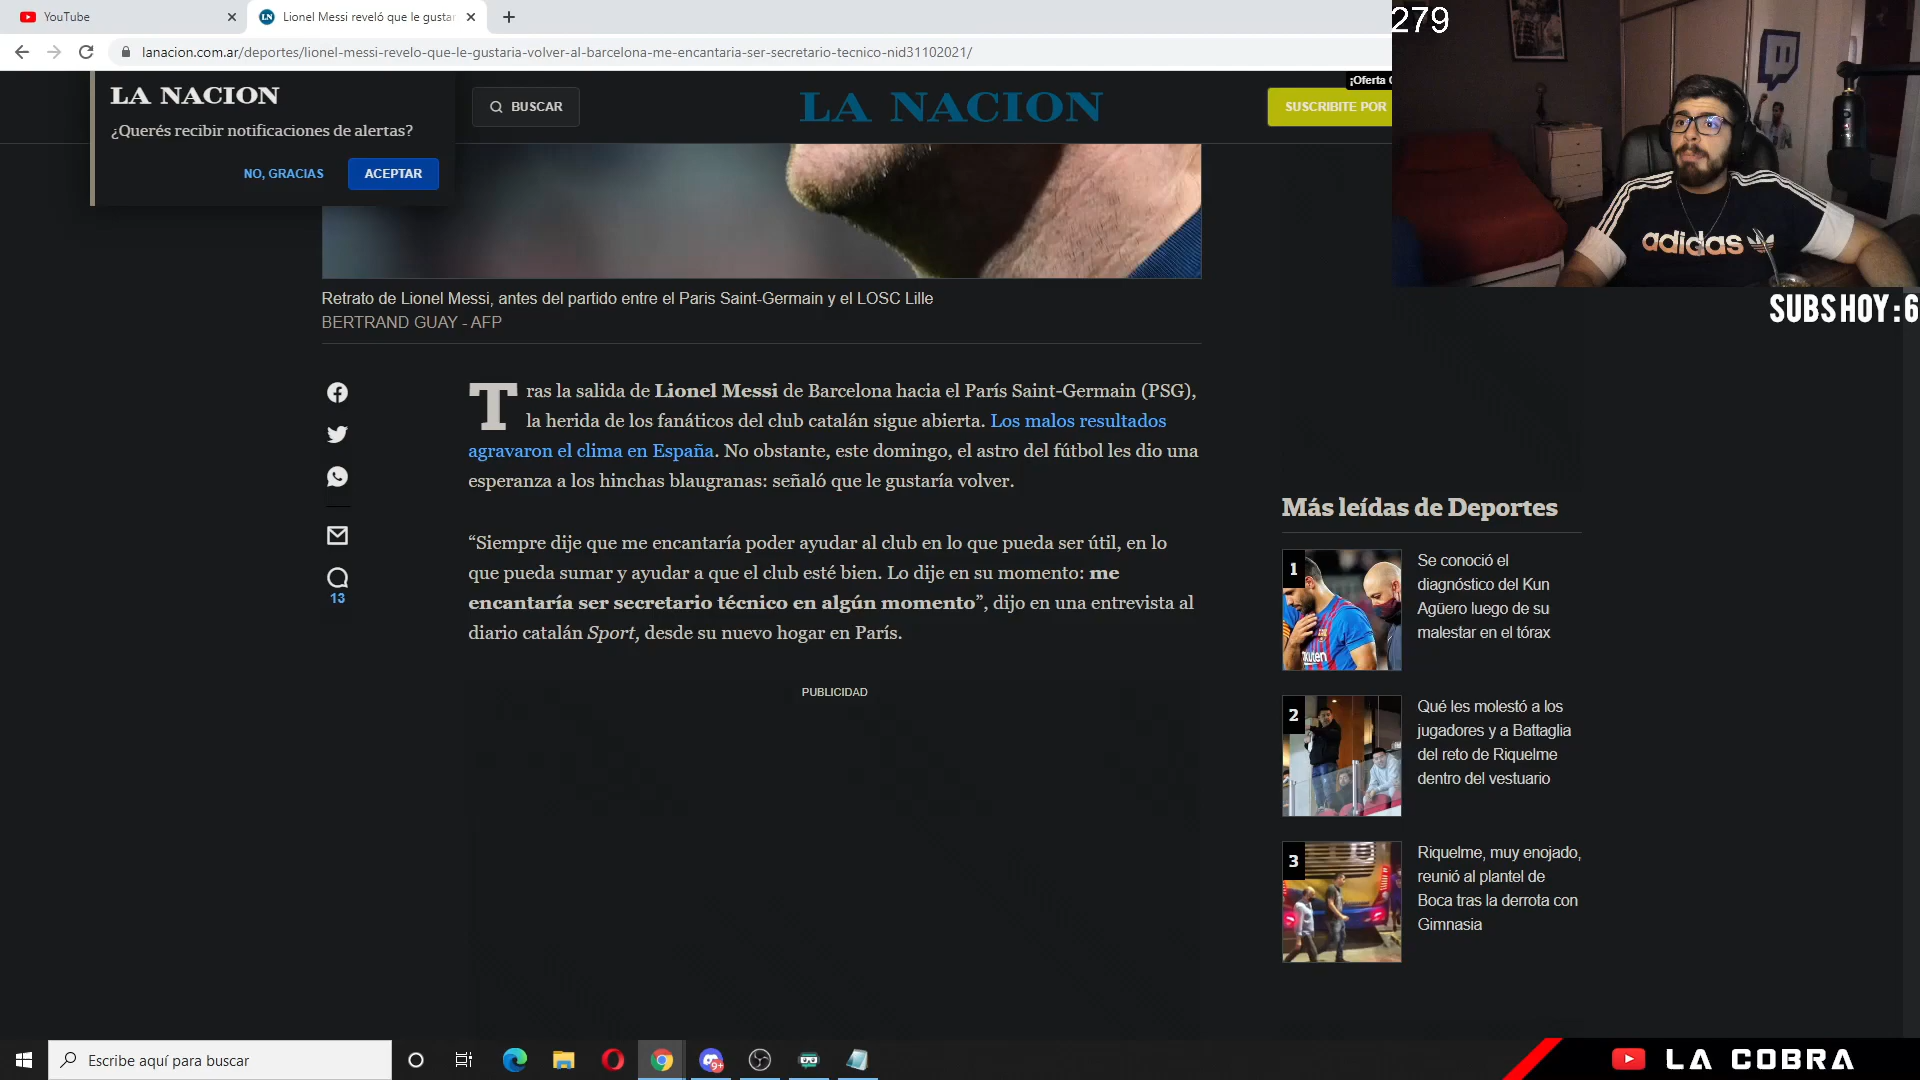 YouTube
Lionel Messi reveló que le gustar
lanacion.com.ar/deportes/lionel-messi-revelo-que-le-gustaria-volver-al-barcelona-me-encantaria-ser-secretario-tecnico-nid31102021/
279
LA NACION
¿Querés recibir notificaciones de alertas?
NO, GRACIAS
ACEPTAR
BUSCAR
LA NACION
¡Oferta
SUSCRIBITE POR
adidas
SUBS HOY : 6
Retrato de Lionel Messi, antes del partido entre el Paris Saint-Germain y el LOSC Lille
BERTRAND GUAY - AFP
Tras la salida de Lionel Messi de Barcelona hacia el París Saint-Germain (PSG),
la herida de los fanáticos del club catalán sigue abierta. Los malos resultados
agravaron el clima en España. No obstante, este domingo, el astro del fútbol les dio una
esperanza a los hinchas blaugranas: señaló que le gustaría volver.
“Siempre dije que me encantaría poder ayudar al club en lo que pueda ser útil, en lo
que pueda sumar y ayudar a que el club esté bien. Lo dije en su momento: me
encantaría ser secretario técnico en algún momento”, dijo en una entrevista al
diario catalán Sport, desde su nuevo hogar en París.
13
PUBLICIDAD
Más leídas de Deportes
1
Se conoció el
diagnóstico del Kun
Agüero luego de su
malestar en el tórax
2
Qué les molestó a los
jugadores y a Battaglia
del reto de Riquelme
dentro del vestuario
3
Riquelme, muy enojado,
reunió al plantel de
Boca tras la derrota con
Gimnasia
Escribe aquí para buscar
LA COBRA